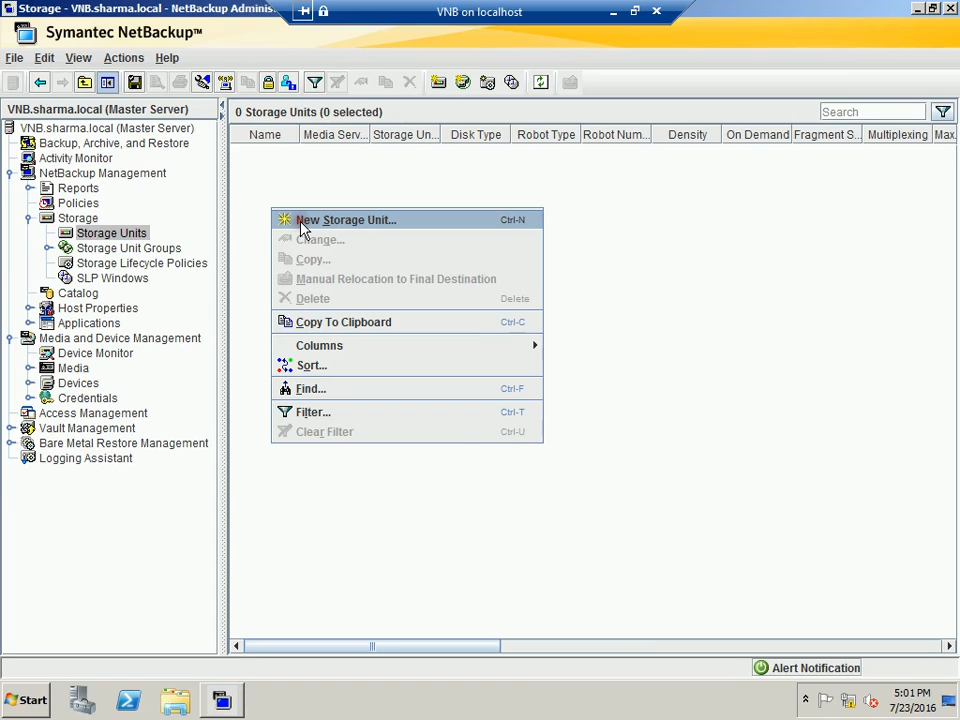 Storage - VNB.sharma.local - NetBackup Adminis...
VNB on localhost
Symantec NetBackup™
File Edit View Actions Help
VNB.sharma.local (Master Server)
0 Storage Units (0 selected)
Search
Name Media Serv... Storage Un... Disk Type Robot Type Robot Num... Density On Demand Fragment S... Multiplexing Max.
VNB.sharma.local (Master Server)
Backup, Archive, and Restore
Activity Monitor
NetBackup Management
Reports
Policies
Storage
Storage Units
Storage Unit Groups
Storage Lifecycle Policies
SLP Windows
Catalog
Host Properties
Applications
Media and Device Management
Device Monitor
Media
Devices
Credentials
Access Management
Vault Management
Bare Metal Restore Management
Logging Assistant
New Storage Unit... Ctrl-N
Change...
Copy...
Manual Relocation to Final Destination
Delete Delete
Copy To Clipboard Ctrl-C
Columns
Sort...
Find... Ctrl-F
Filter... Ctrl-T
Clear Filter Ctrl-U
Alert Notification
Start
5:01 PM
7/23/2016